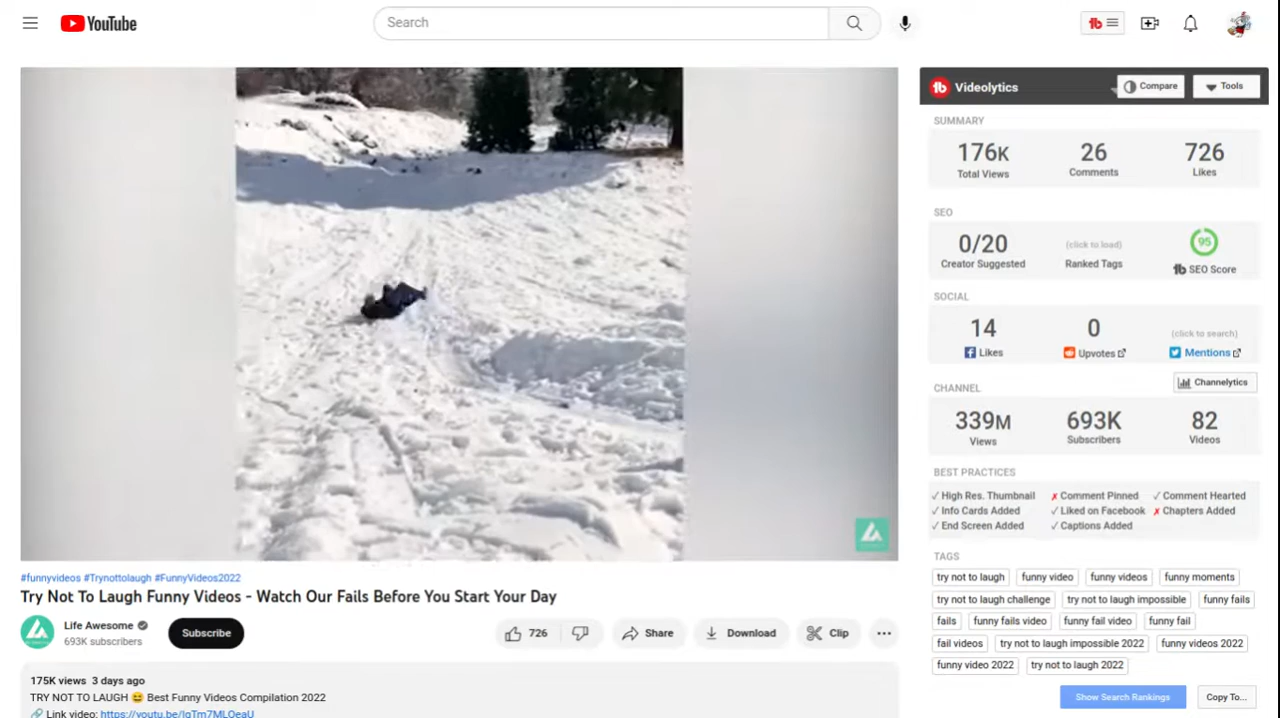 YouTube
Search
#funnyvideos #Trynottolaugh #FunnyVideos2022
Try Not To Laugh Funny Videos - Watch Our Fails Before You Start Your Day
Life Awesome
693K subscribers
Subscribe
726
Share
Download
Clip
175K views 3 days ago
TRY NOT TO LAUGH 😆 Best Funny Videos Compilation 2022
🔗 Link video: https://youtu.be/lqTm7MLOeaU
Videolytics
Compare
Tools
SUMMARY
176K 26 726
Total Views Comments Likes
SEO
0/20 (click to load) 95
Creator Suggested Ranked Tags SEO Score
SOCIAL
14 0 (click to search)
Likes Upvotes Mentions
CHANNEL Channelytics
339M 693K 82
Views Subscribers Videos
BEST PRACTICES
✓ High Res. Thumbnail ✗ Comment Pinned ✓ Comment Hearted
✓ Info Cards Added ✓ Liked on Facebook ✗ Chapters Added
✓ End Screen Added ✓ Captions Added
TAGS
try not to laugh funny video funny videos funny moments
try not to laugh challenge try not to laugh impossible funny fails
fails funny fails video funny fail video funny fail
fail videos try not to laugh impossible 2022 funny videos 2022
funny video 2022 try not to laugh 2022
Show Search Rankings Copy To...